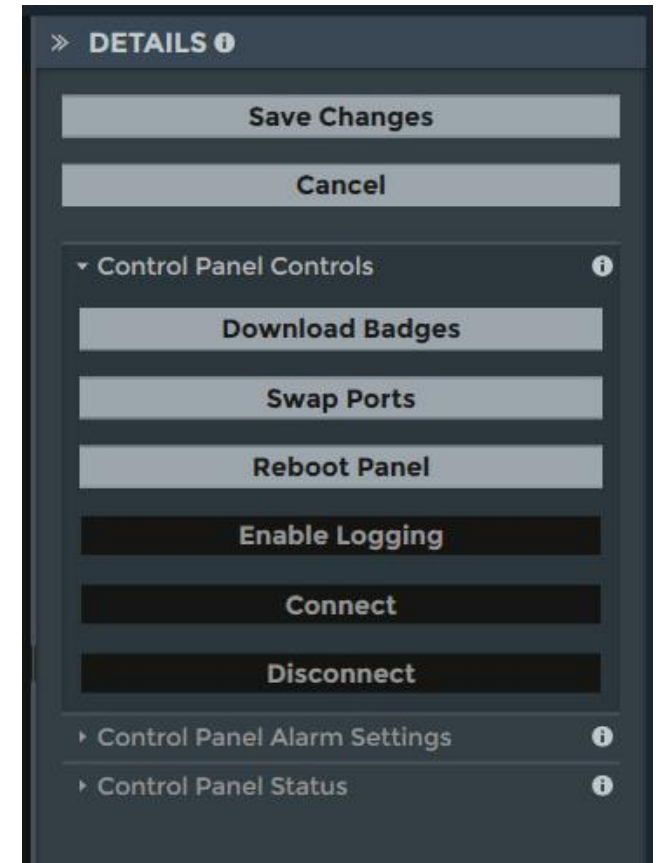 DETAILS
Save Changes
Cancel
Control Panel Controls
Download Badges
Swap Ports
Reboot Panel
Enable Logging
Connect
Disconnect
Control Panel Alarm Settings
Control Panel Status